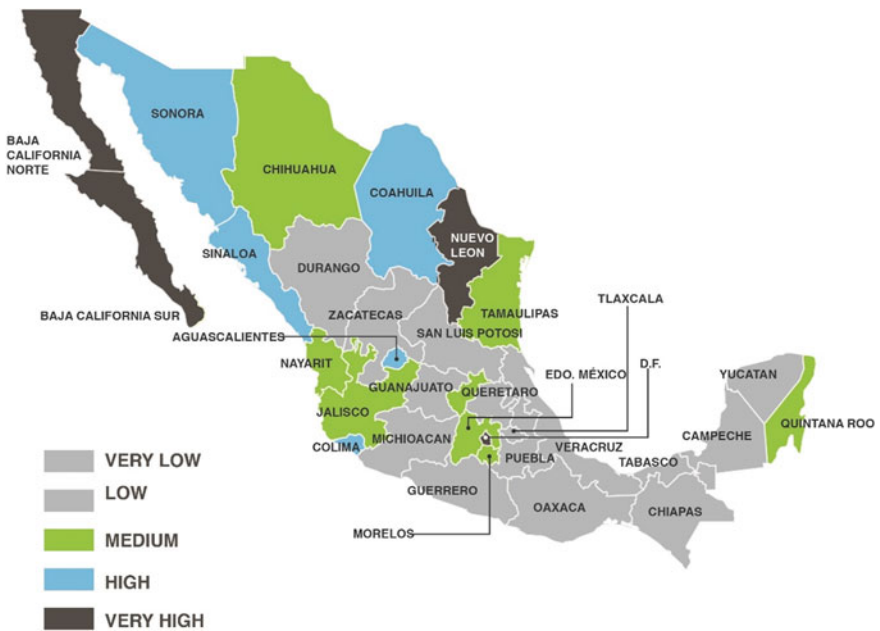 SONORA
BAJA
CALIFORNIA
NORTE
CHIHUAHUA
COAHUILA
NUEVO
LEON
SINALOA
DURANGO
TLAXCALA
BAJA CALIFORNIA SUR
ZACATECAS
TAMAULIPAS
AGUASCALIENTES
SAN LUIS POTOSI
NAYARIT
EDO. MÉXICO
D.F.
YUCATAN
GUANAJUATO
QUERETARO
JALISCO
QUINTANA ROO
COLIMA
MICHIOACAN
VERACRUZ
CAMPECHE
PUEBLA
TABASCO
GUERRERO
OAXACA
CHIAPAS
MORELOS
VERY LOW
LOW
MEDIUM
HIGH
VERY HIGH